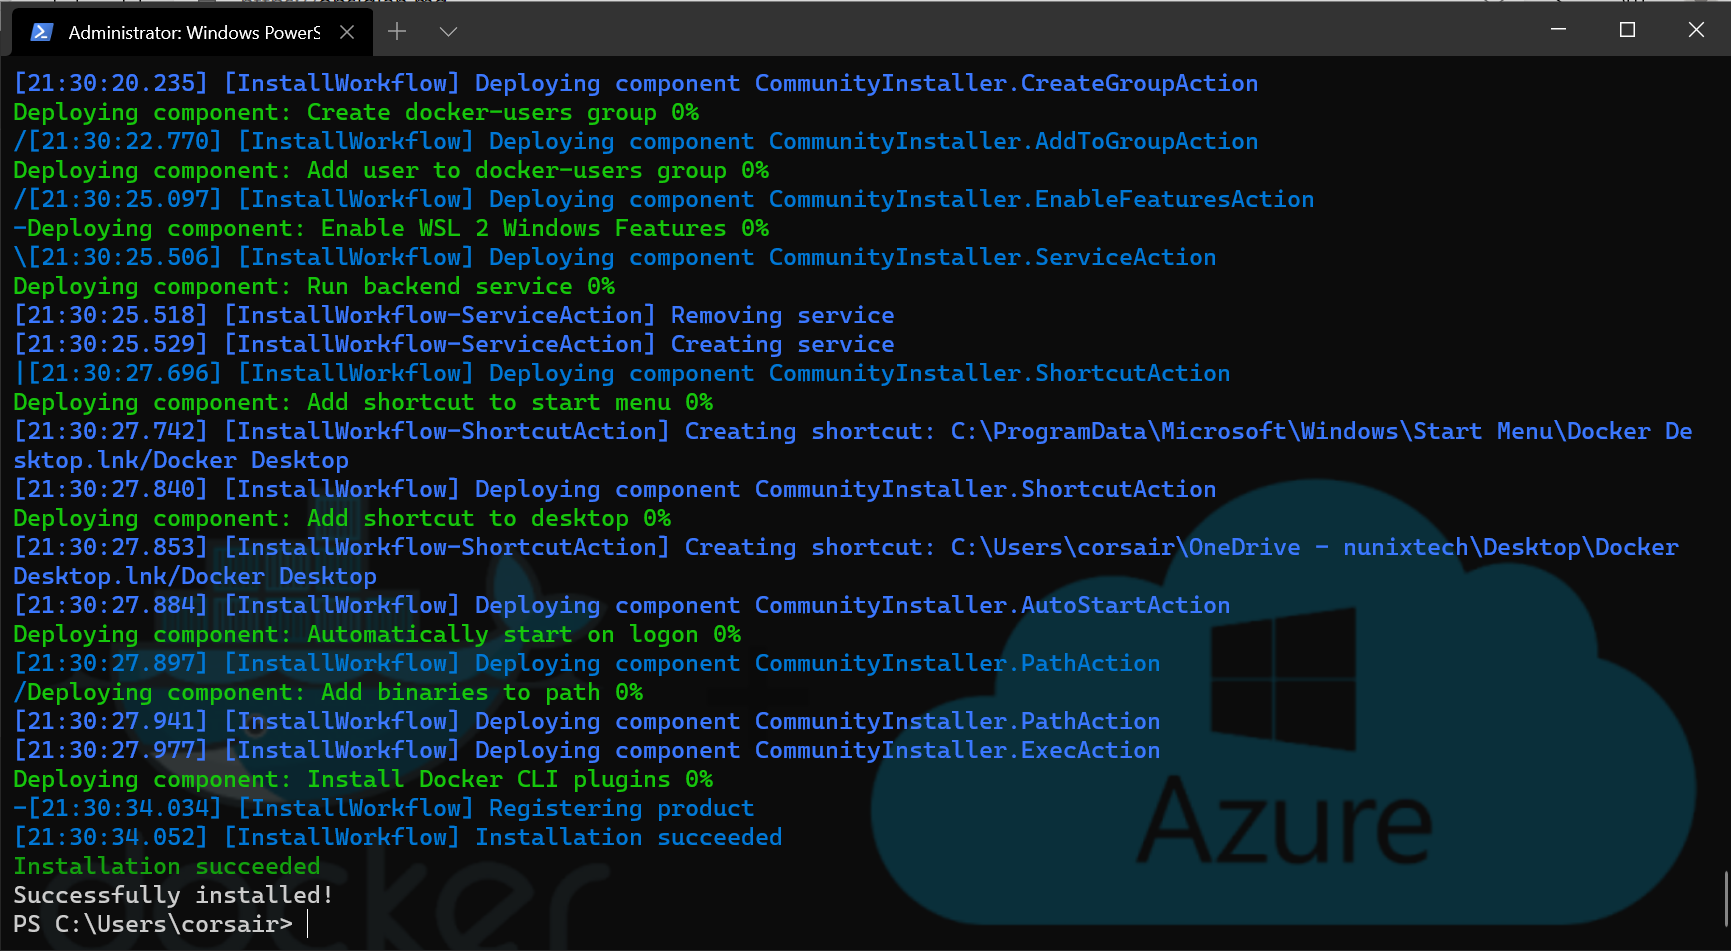 Administrator: Windows PowerS
[21:30:20.235] [InstallWorkflow] Deploying component CommunityInstaller.CreateGroupAction
Deploying component: Create docker-users group 0%
/[21:30:22.770] [InstallWorkflow] Deploying component CommunityInstaller.AddToGroupAction
Deploying component: Add user to docker-users group 0%
/[21:30:25.097] [InstallWorkflow] Deploying component CommunityInstaller.EnableFeaturesAction
-Deploying component: Enable WSL 2 Windows Features 0%
\[21:30:25.506] [InstallWorkflow] Deploying component CommunityInstaller.ServiceAction
Deploying component: Run backend service 0%
[21:30:25.518] [InstallWorkflow-ServiceAction] Removing service
[21:30:25.529] [InstallWorkflow-ServiceAction] Creating service
|[21:30:27.696] [InstallWorkflow] Deploying component CommunityInstaller.ShortcutAction
Deploying component: Add shortcut to start menu 0%
[21:30:27.742] [InstallWorkflow-ShortcutAction] Creating shortcut: C:\ProgramData\Microsoft\Windows\Start Menu\Docker De
sktop.lnk/Docker Desktop
[21:30:27.840] [InstallWorkflow] Deploying component CommunityInstaller.ShortcutAction
Deploying component: Add shortcut to desktop 0%
[21:30:27.853] [InstallWorkflow-ShortcutAction] Creating shortcut: C:\Users\corsair\OneDrive - nunixtech\Desktop\Docker
Desktop.lnk/Docker Desktop
[21:30:27.884] [InstallWorkflow] Deploying component CommunityInstaller.AutoStartAction
Deploying component: Automatically start on logon 0%
[21:30:27.897] [InstallWorkflow] Deploying component CommunityInstaller.PathAction
/Deploying component: Add binaries to path 0%
[21:30:27.941] [InstallWorkflow] Deploying component CommunityInstaller.PathAction
[21:30:27.977] [InstallWorkflow] Deploying component CommunityInstaller.ExecAction
Deploying component: Install Docker CLI plugins 0%
-[21:30:34.034] [InstallWorkflow] Registering product
[21:30:34.052] [InstallWorkflow] Installation succeeded
Installation succeeded
Successfully installed!
PS C:\Users\corsair>
docker
Azure